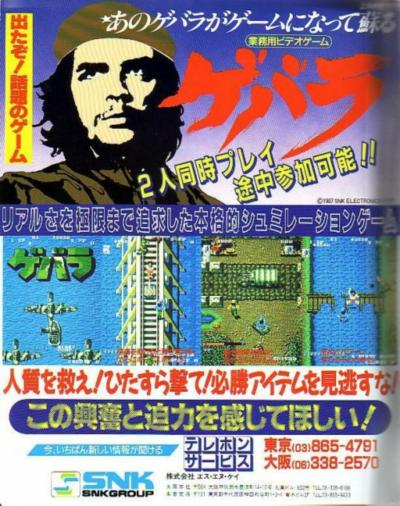 ★あのゲバラがゲームになって蘇る
業務用ビデオゲーム
出たぞ!話題のゲーム
ゲバラ
2人同時プレイ
途中参加可能!!
©1987 SNK ELECTRONICS
リアルさを極限まで追求した本格的シュミレーションゲーム
ゲバラ
人質を救え!ひたすら撃て!必勝アイテムを見逃すな!
この興奮と迫力を感じてほしい!
今、いちばん新しい情報が聞ける
テレホンサービス
東京(03)865-4791
大阪(06)338-2570
SNK
SNKGROUP
株式会社 エス・エヌ・ケイ